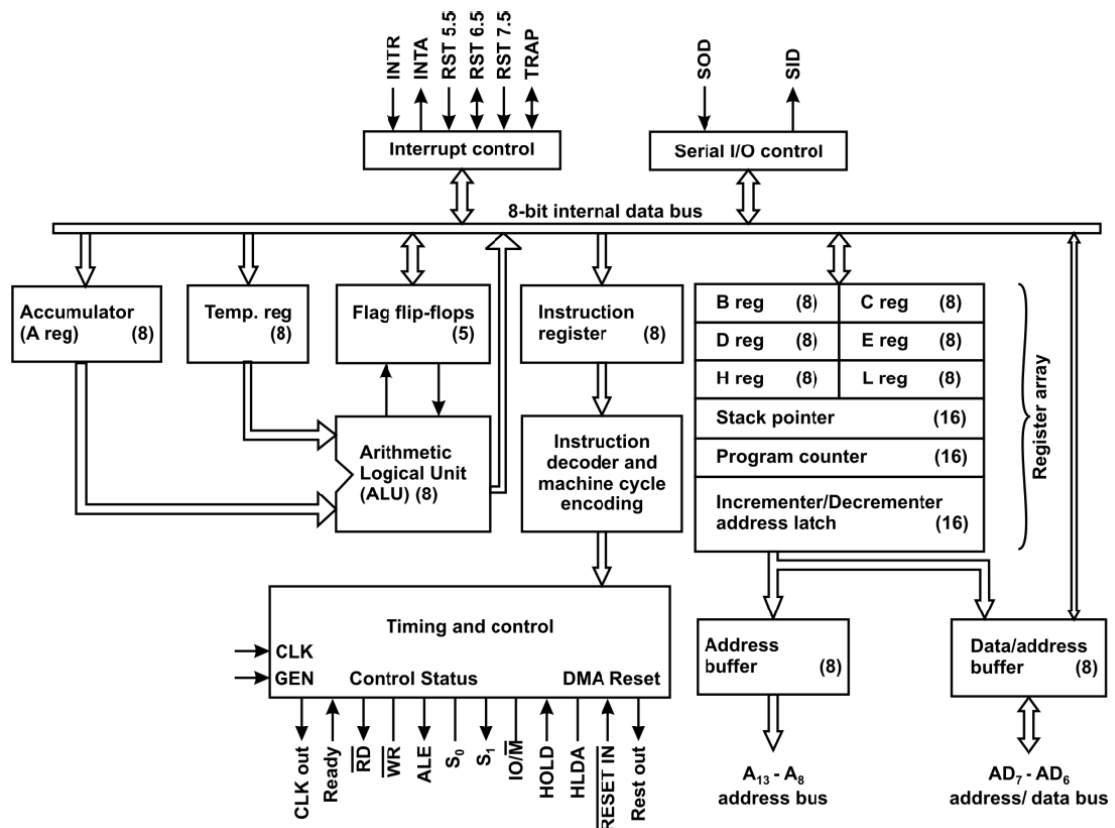 INTR
INTA
RST 5.5
RST 6.5
RST 7.5
TRAP
SOD
SID
Interrupt control
Serial I/O control
8-bit internal data bus
Accumulator
(A reg) (8)
Temp. reg
(8)
Flag flip-flops
(5)
Instruction
register (8)
B reg (8) C reg (8)
D reg (8) E reg (8)
H reg (8) L reg (8)
Stack pointer (16)
Program counter (16)
Incrementer/Decrementer
address latch (16)
Register array
Arithmetic
Logical Unit
(ALU) (8)
Instruction
decoder and
machine cycle
encoding
Timing and control
CLK
GEN Control Status DMA Reset
CLK out
Ready
R̅D̅
W̅R̅
ALE
S₀
S₁
IO/M̅
HOLD
HLDA
R̅E̅S̅E̅T̅ I̅N̅
Rest out
Address
buffer (8)
Data/address
buffer (8)
A₁₃ - A₈
address bus
AD₇ - AD₆
address/ data bus